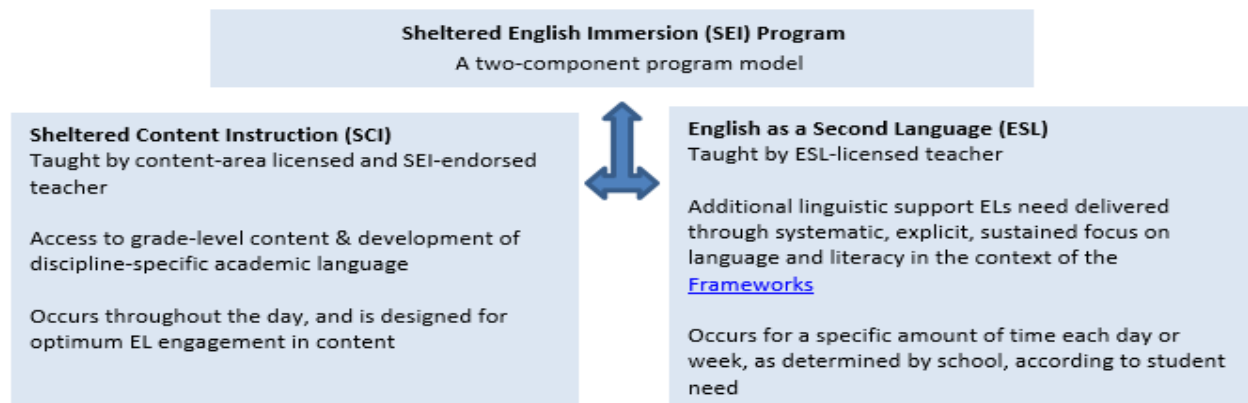 Sheltered English Immersion (SEI) Program
A two-component program model
Sheltered Content Instruction (SCI)
Taught by content-area licensed and SEI-endorsed
teacher
Access to grade-level content & development of
discipline-specific academic language
Occurs throughout the day, and is designed for
optimum EL engagement in content
English as a Second Language (ESL)
Taught by ESL-licensed teacher
Additional linguistic support ELs need delivered
through systematic, explicit, sustained focus on
language and literacy in the context of the
Frameworks
Occurs for a specific amount of time each day or
week, as determined by school, according to student
need